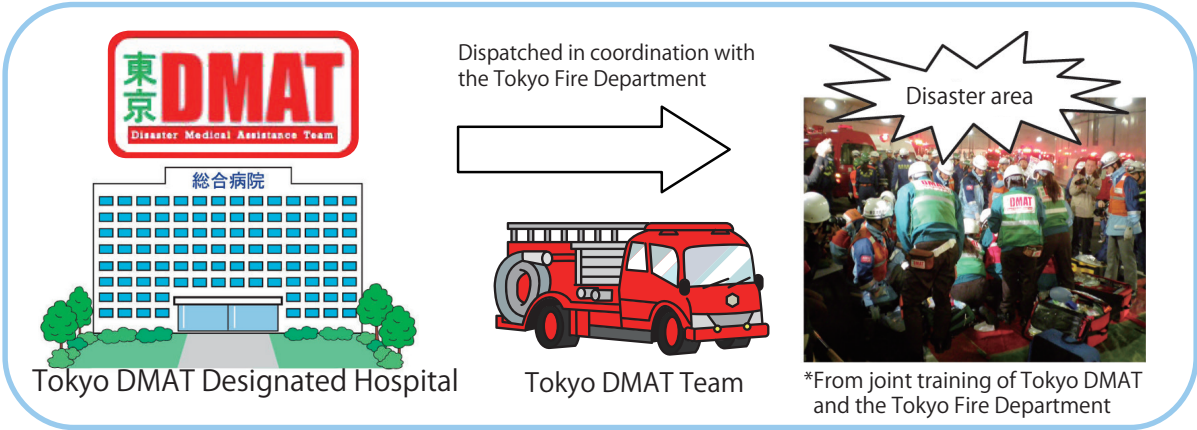 東京
DMAT
Disaster Medical Assistance Team
総合病院
Tokyo DMAT Designated Hospital
Dispatched in coordination with
the Tokyo Fire Department
Tokyo DMAT Team
Disaster area
DMAT
DMAT
DMAT
*From joint training of Tokyo DMAT
and the Tokyo Fire Department